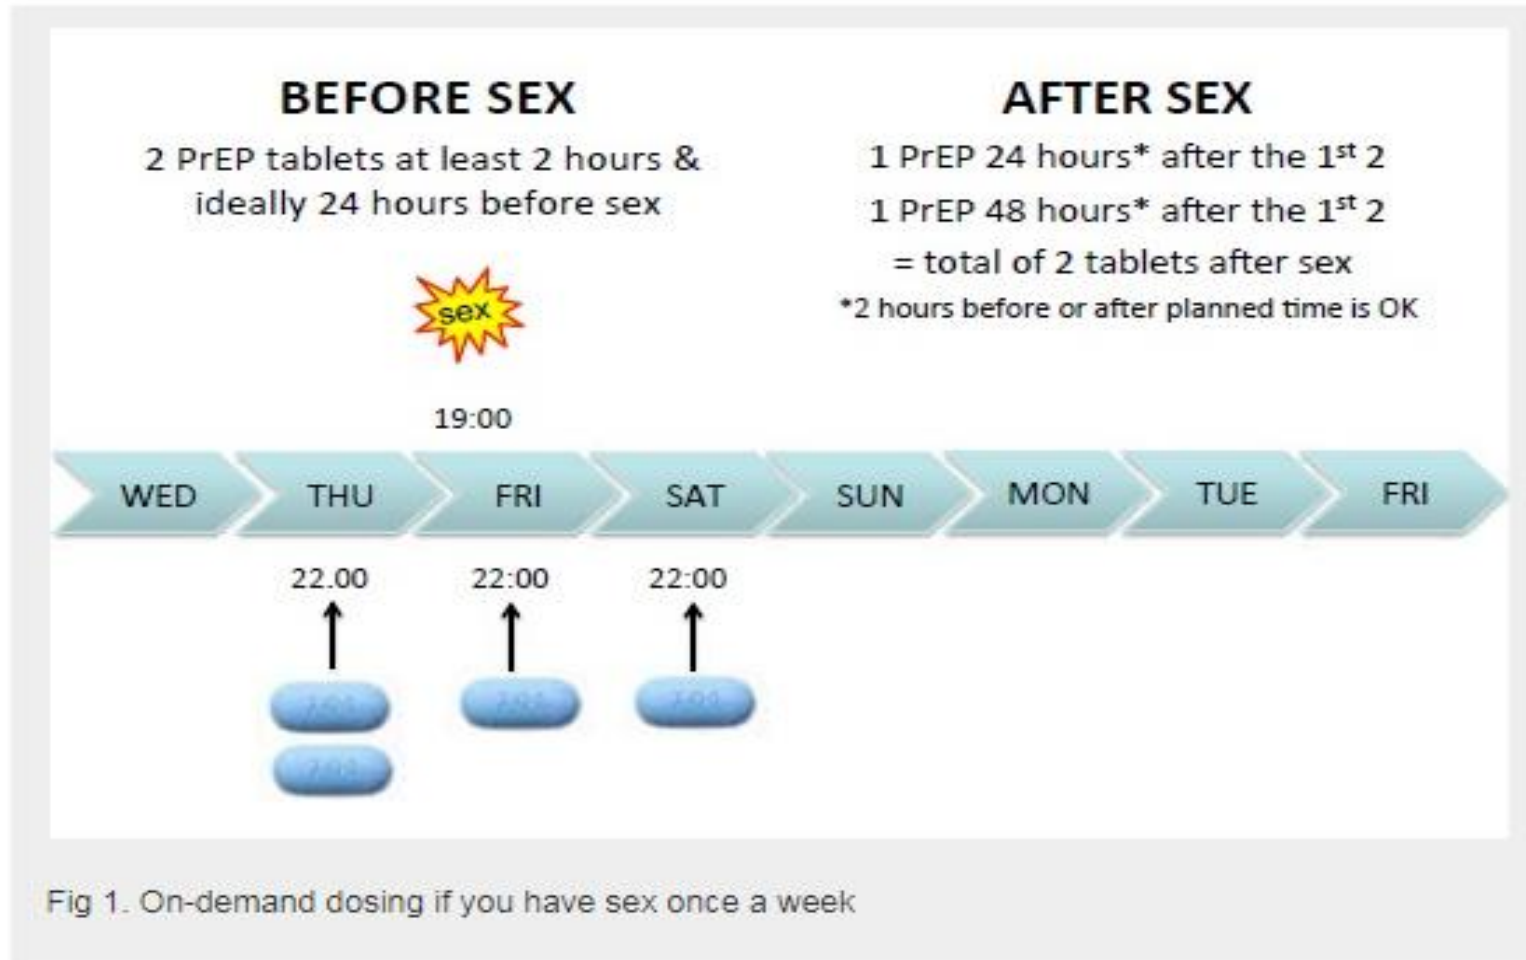 BEFORE SEX
2 PrEP tablets at least 2 hours &
ideally 24 hours before sex
AFTER SEX
1 PrEP 24 hours* after the 1st 2
1 PrEP 48 hours* after the 1st 2
= total of 2 tablets after sex
*2 hours before or after planned time is OK
sex
19:00
WED THU FRI SAT SUN MON TUE FRI
22.00 22:00 22:00
Fig 1. On-demand dosing if you have sex once a week